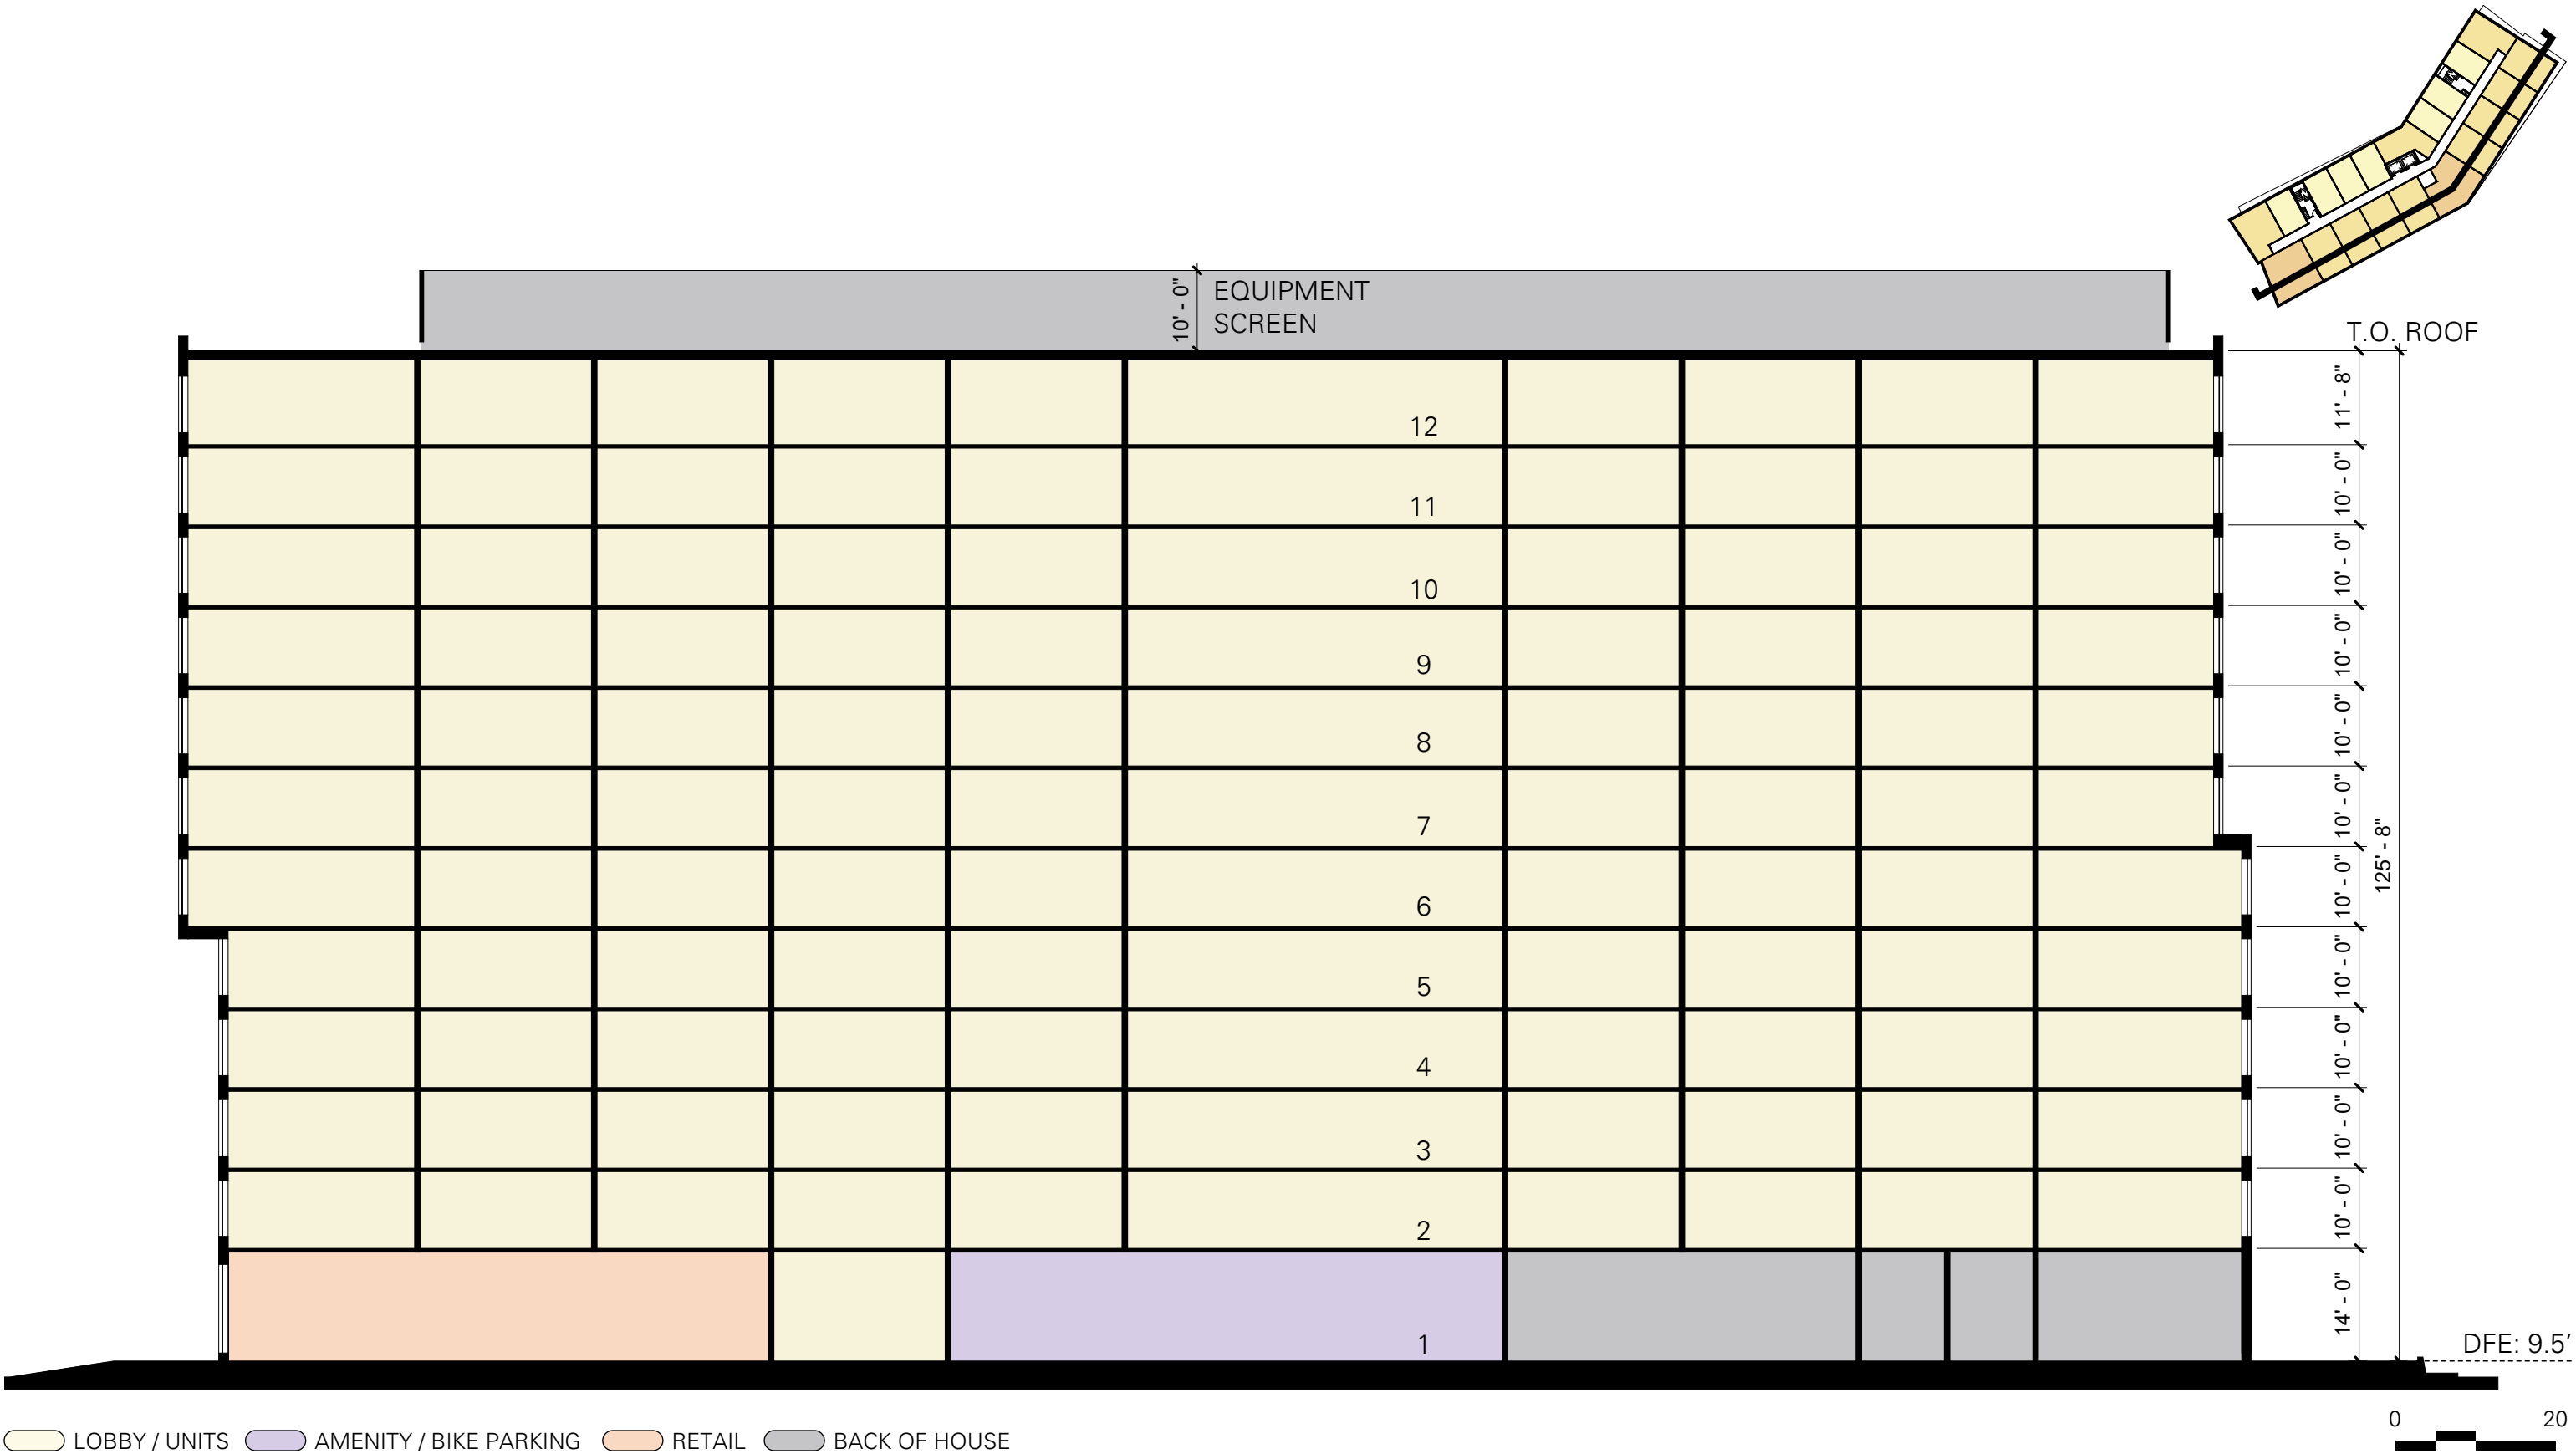 10' - 0"
EQUIPMENT
SCREEN
T.O. ROOF
12
11' - 8"
11
10' - 0"
10
10' - 0"
9
10' - 0"
8
10' - 0"
7
10' - 0"
125' - 8"
6
10' - 0"
5
10' - 0"
4
10' - 0"
3
10' - 0"
2
10' - 0"
1
14' - 0"
DFE: 9.5'
0 20
LOBBY / UNITS AMENITY / BIKE PARKING RETAIL BACK OF HOUSE